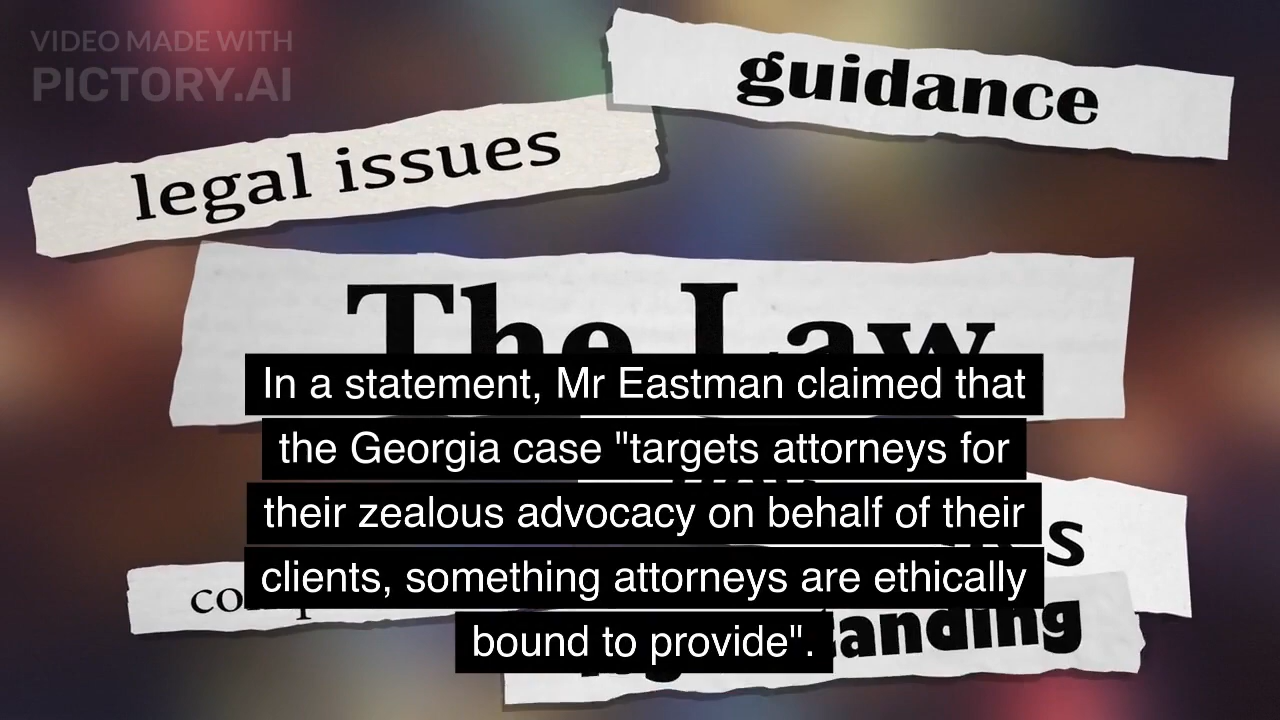 VIDEO MADE WITH
PICTORY.AI
guidance
legal issues
The Law
In a statement, Mr Eastman claimed that
the Georgia case "targets attorneys for
their zealous advocacy on behalf of their
clients, something attorneys are ethically
bound to provide".